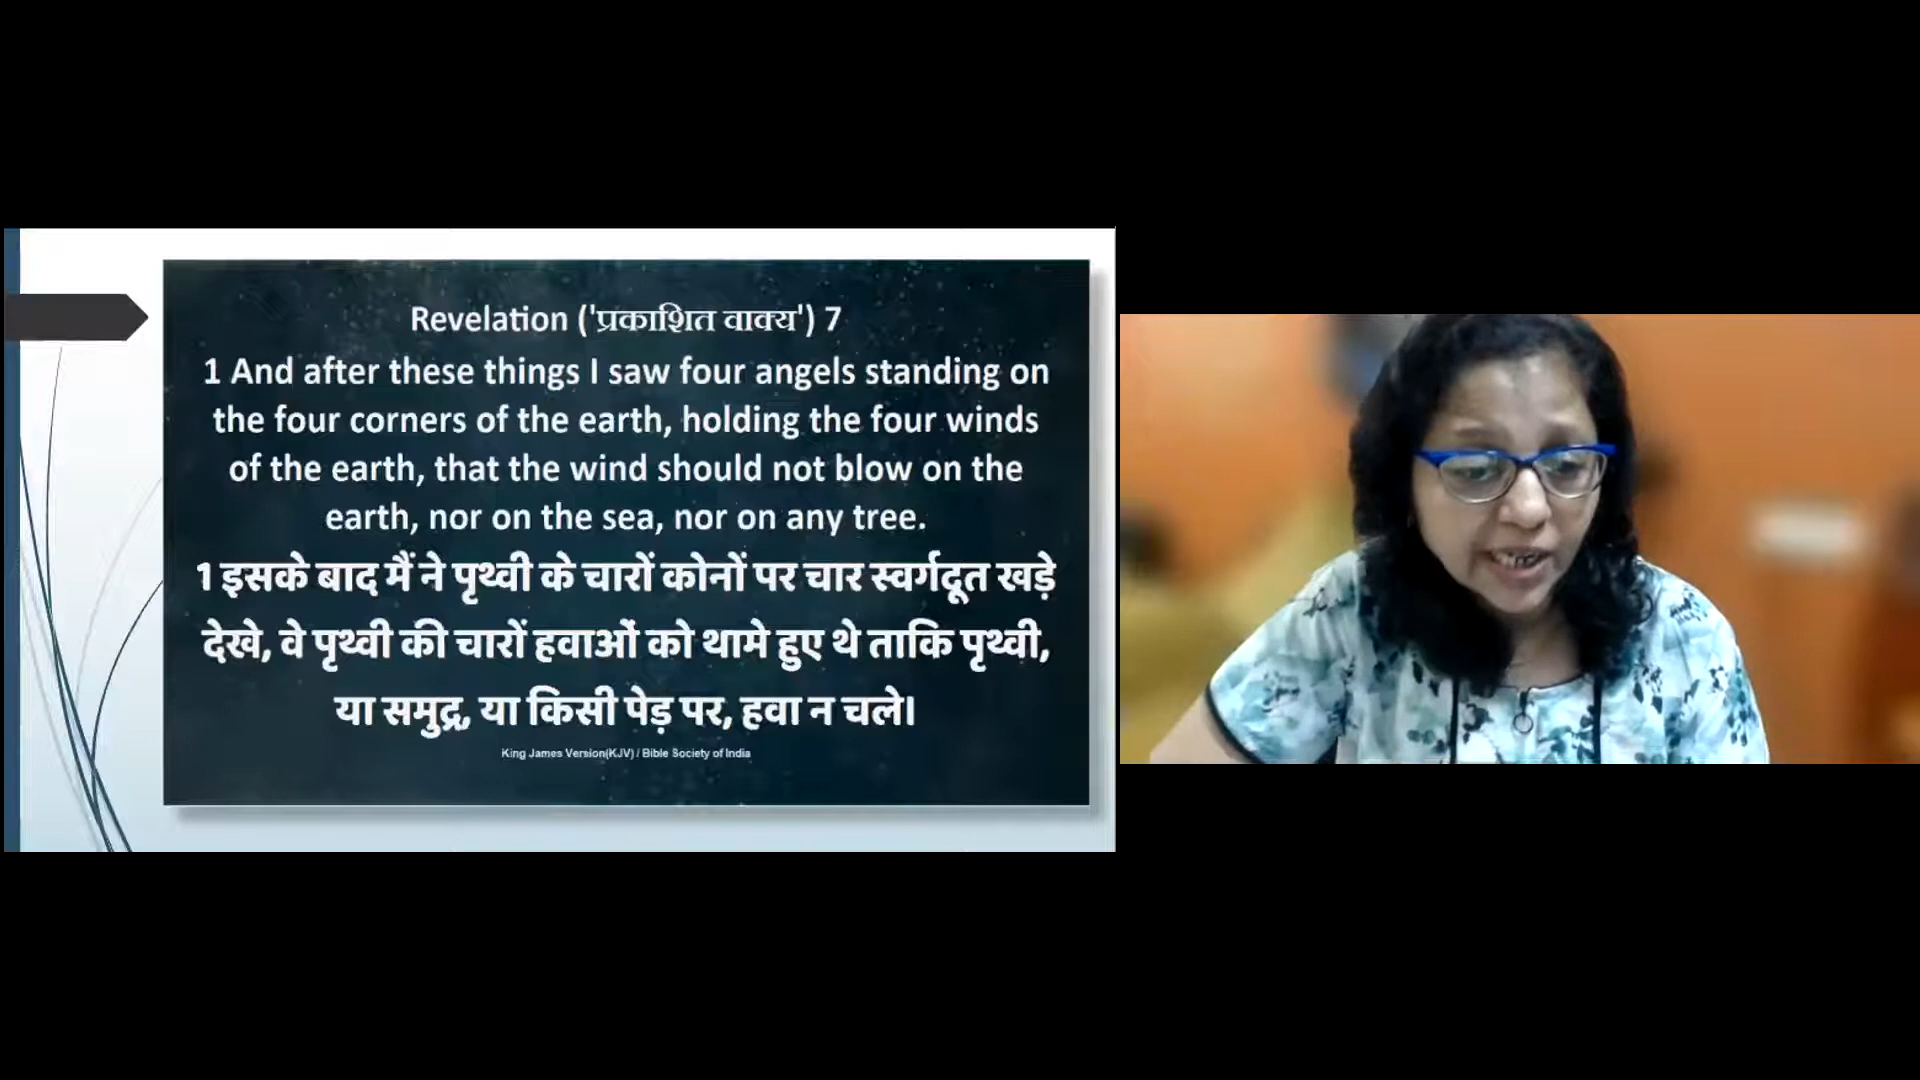 Revelation ('प्रकाशित वाक्य') 7
1 And after these things I saw four angels standing on
the four corners of the earth, holding the four winds
of the earth, that the wind should not blow on the
earth, nor on the sea, nor on any tree.
1 इसके बाद मैं ने पृथ्वी के चारों कोनों पर चार स्वर्गदूत खड़े
देखे, वे पृथ्वी की चारों हवाओं को थामे हुए थे ताकि पृथ्वी,
या समुद्र, या किसी पेड़ पर, हवा न चले।
King James Version(KJV) / Bible Society of India